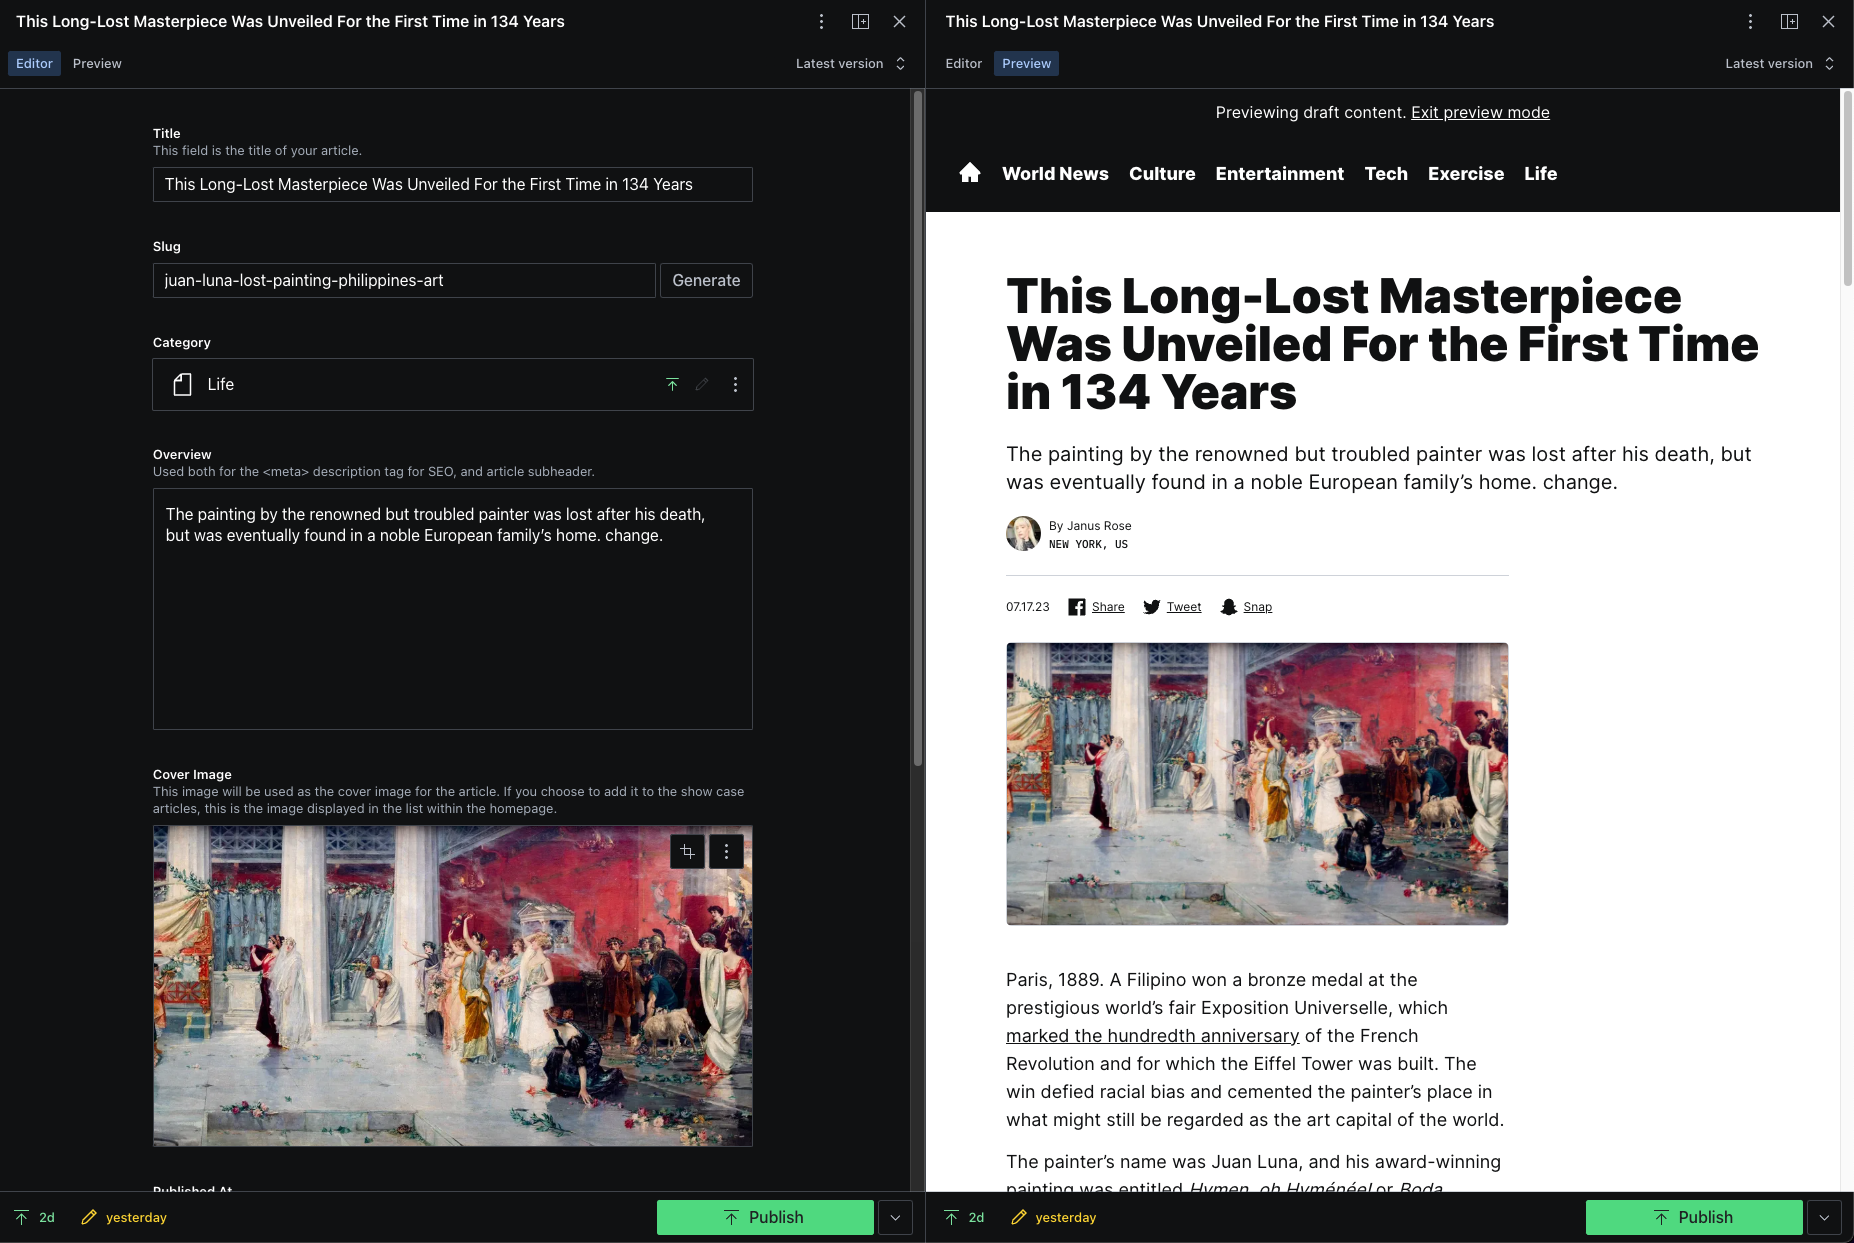 This Long-Lost Masterpiece Was Unveiled For the First Time in 134 Years
Editor Preview Latest version
Title
This field is the title of your article.
This Long-Lost Masterpiece Was Unveiled For the First Time in 134 Years
Slug
juan-luna-lost-painting-philippines-art Generate
Category
Life
Overview
Used both for the <meta> description tag for SEO, and article subheader.
The painting by the renowned but troubled painter was lost after his death,
but was eventually found in a noble European family’s home. change.
Cover Image
This image will be used as the cover image for the article. If you choose to add it to the show case
articles, this is the image displayed in the list within the homepage.
Published At
2d yesterday Publish
This Long-Lost Masterpiece Was Unveiled For the First Time in 134 Years
Editor Preview Latest version
Previewing draft content. Exit preview mode
World News Culture Entertainment Tech Exercise Life
This Long-Lost Masterpiece
Was Unveiled For the First Time
in 134 Years
The painting by the renowned but troubled painter was lost after his death, but
was eventually found in a noble European family’s home. change.
By Janus Rose
NEW YORK, US
07.17.23 Share Tweet Snap
Paris, 1889. A Filipino won a bronze medal at the
prestigious world’s fair Exposition Universelle, which
marked the hundredth anniversary of the French
Revolution and for which the Eiffel Tower was built. The
win defied racial bias and cemented the painter’s place in
what might still be regarded as the art capital of the world.
The painter’s name was Juan Luna, and his award-winning
painting was entitled Hymen, oh Hyménée! or Boda
2d yesterday Publish